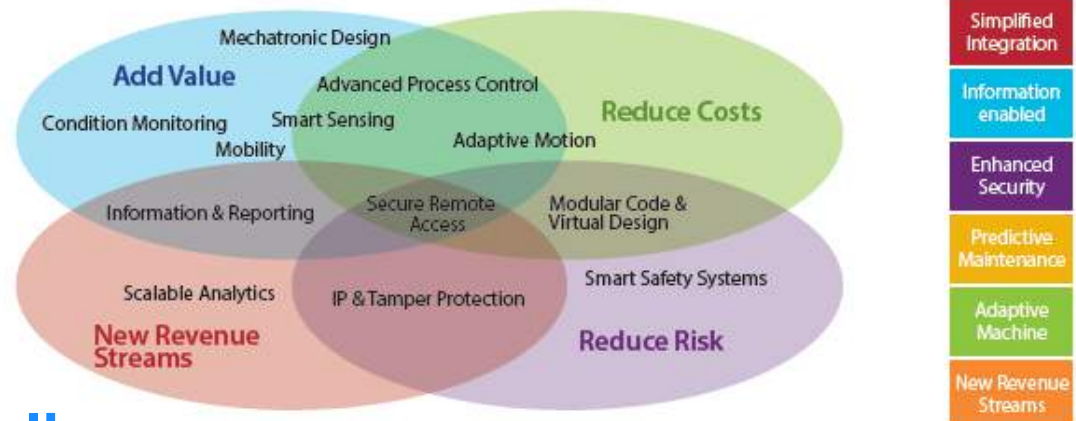 Mechatronic Design
Add Value
Advanced Process Control
Reduce Costs
Condition Monitoring
Smart Sensing
Mobility
Adaptive Motion
Information & Reporting
Secure Remote
Access
Modular Code &
Virtual Design
Scalable Analytics
IP & Tamper Protection
Smart Safety Systems
New Revenue
Streams
Reduce Risk
Simplified
Integration
Information
enabled
Enhanced
Security
Predictive
Maintenance
Adaptive
Machine
New Revenue
Streams